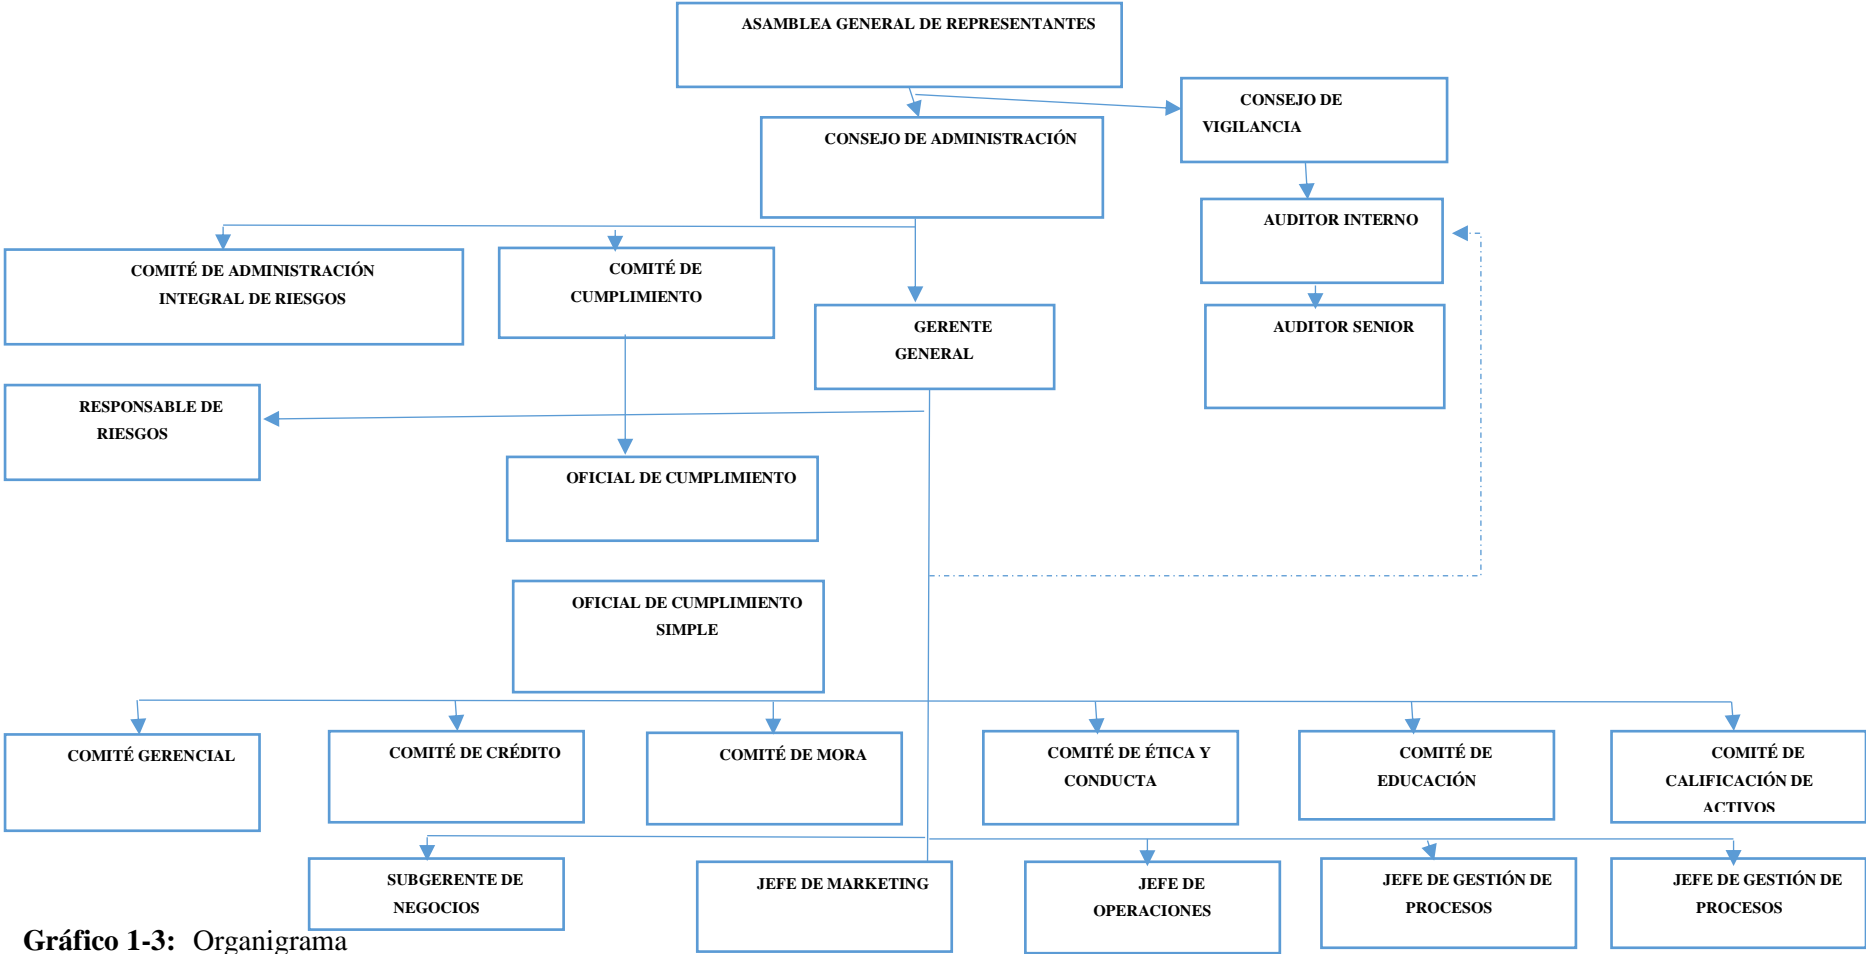 ASAMBLEA GENERAL DE REPRESENTANTES
CONSEJO DE
VIGILANCIA
CONSEJO DE ADMINISTRACIÓN
AUDITOR INTERNO
COMITÉ DE ADMINISTRACIÓN
INTEGRAL DE RIESGOS
COMITÉ DE
CUMPLIMIENTO
GERENTE
GENERAL
AUDITOR SENIOR
RESPONSABLE DE
RIESGOS
OFICIAL DE CUMPLIMIENTO
OFICIAL DE CUMPLIMIENTO
SIMPLE
COMITÉ GERENCIAL
COMITÉ DE CRÉDITO
COMITÉ DE MORA
COMITÉ DE ÉTICA Y
CONDUCTA
COMITÉ DE
EDUCACIÓN
COMITÉ DE
CALIFICACIÓN DE
ACTIVOS
SUBGERENTE DE
NEGOCIOS
JEFE DE MARKETING
JEFE DE
OPERACIONES
JEFE DE GESTIÓN DE
PROCESOS
JEFE DE GESTIÓN DE
PROCESOS
Gráfico 1-3: Organigrama